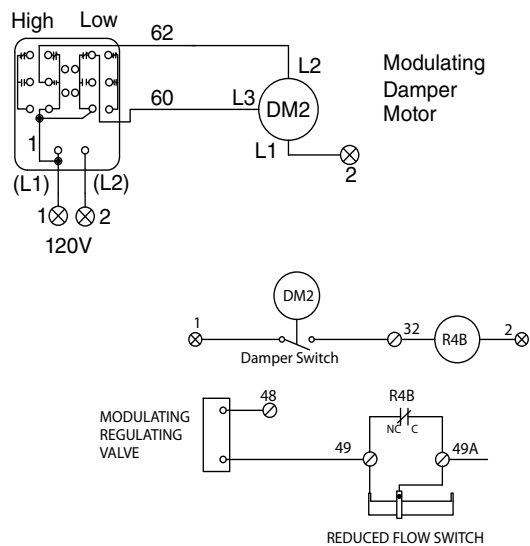 High Low
62
L2
Modulating
Damper
Motor
60
L3
DM2
1
L1
2
(L1) (L2)
1 2
120V
DM2
1
32
R4B
2
Damper Switch
48
R4B
MODULATING
REGULATING
VALVE
NC C
49
49A
REDUCED FLOW SWITCH